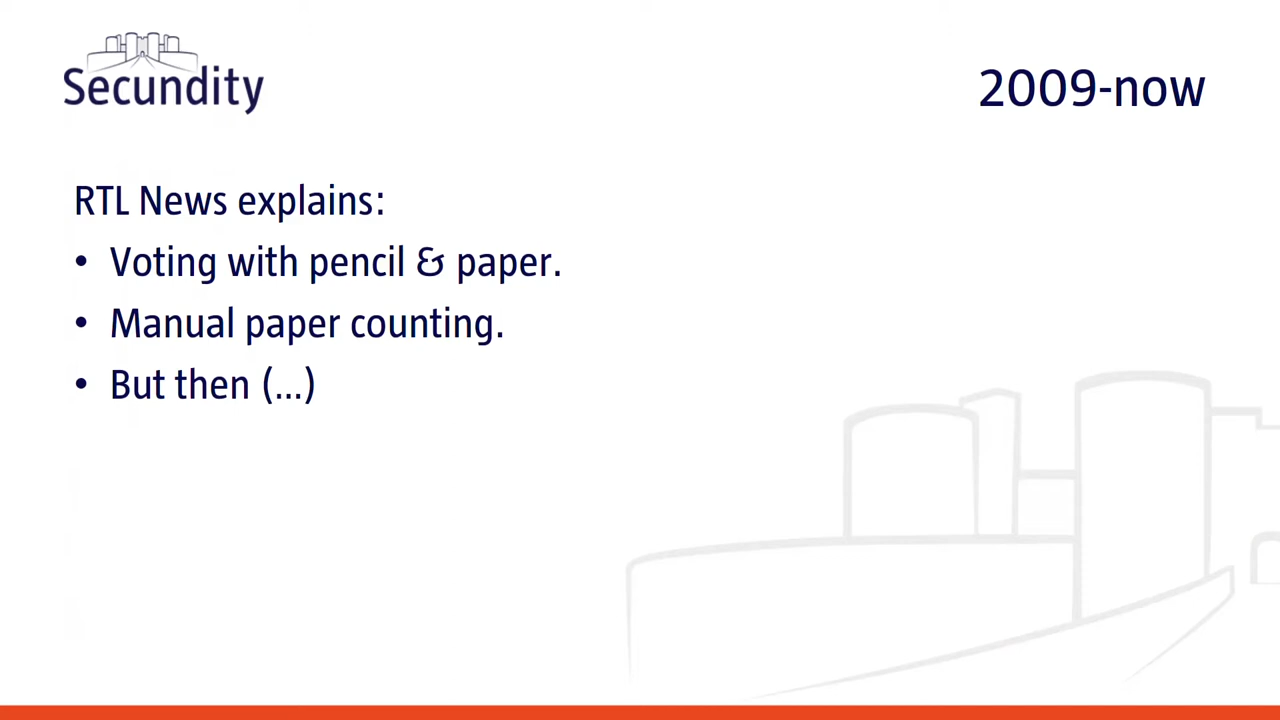 Secundity
2009-now
RTL News explains:
• Voting with pencil & paper.
• Manual paper counting.
• But then (...)